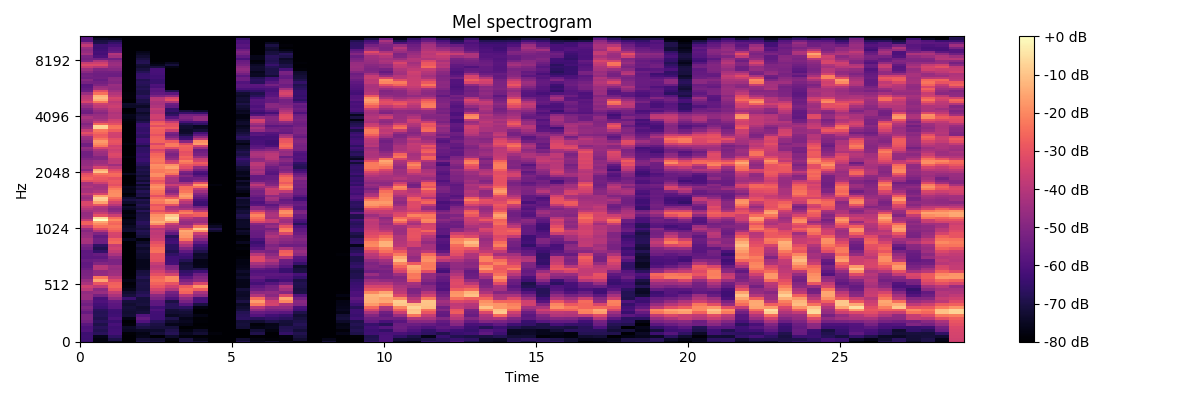 Mel spectrogram
8192
4096
2048
1024
512
0
Hz
0 5 10 15 20 25
Time
+0 dB
-10 dB
-20 dB
-30 dB
-40 dB
-50 dB
-60 dB
-70 dB
-80 dB